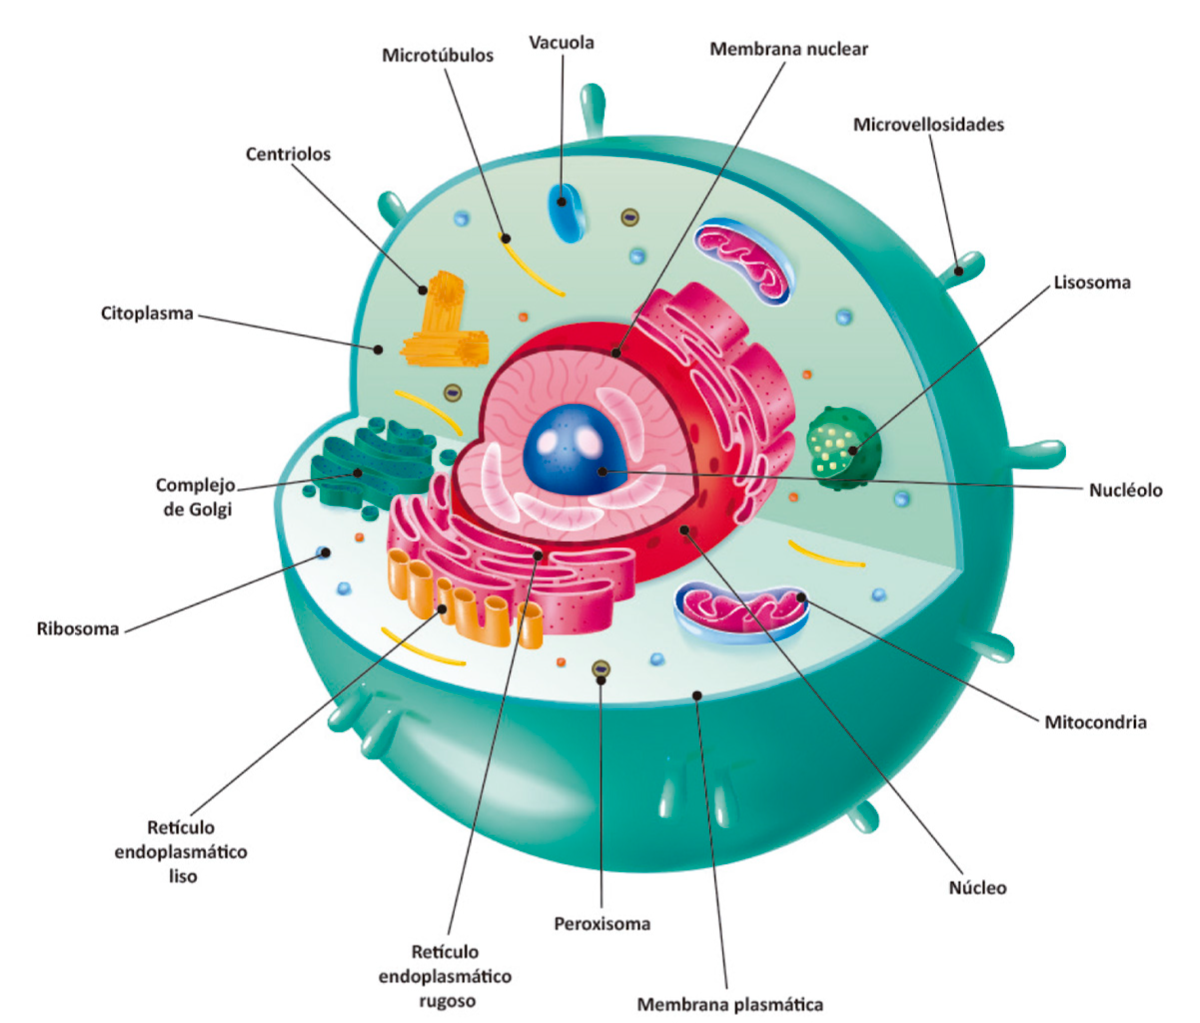 Vacuola
Microtúbulos
Membrana nuclear
Microvellosidades
Centriolos
Lisosoma
Citoplasma
Complejo
de Golgi
Nucléolo
Ribosoma
Mitocondria
Retículo
endoplasmático
liso
Núcleo
Peroxisoma
Retículo
endoplasmático
rugoso
Membrana plasmática